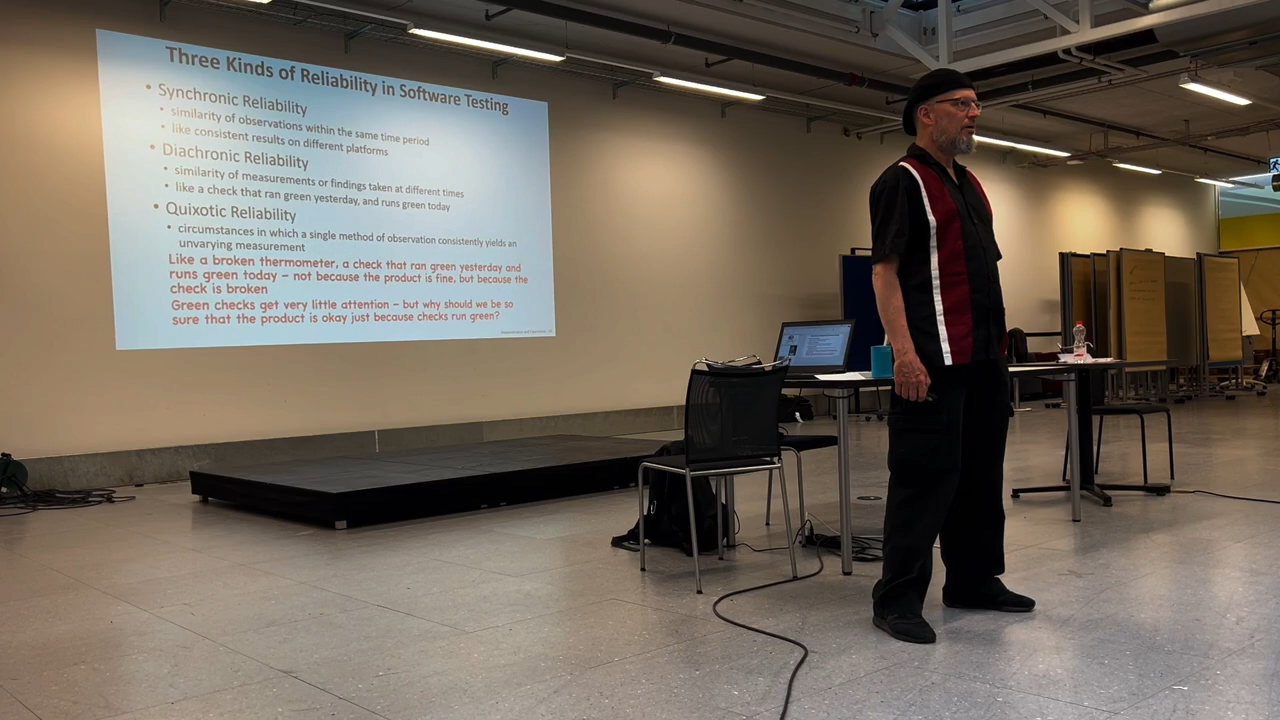 Three Kinds of Reliability in Software Testing
• Synchronic Reliability
• similarity of observations within the same time period
• like consistent results on different platforms
• Diachronic Reliability
• similarity of measurements or findings taken at different times
• like a check that ran green yesterday, and runs green today
• Quixotic Reliability
• circumstances in which a single method of observation consistently yields an
unvarying measurement
Like a broken thermometer, a check that ran green yesterday and
runs green today – not because the product is fine, but because the
check is broken
Green checks get very little attention – but why should we be so
sure that the product is okay just because checks run green?